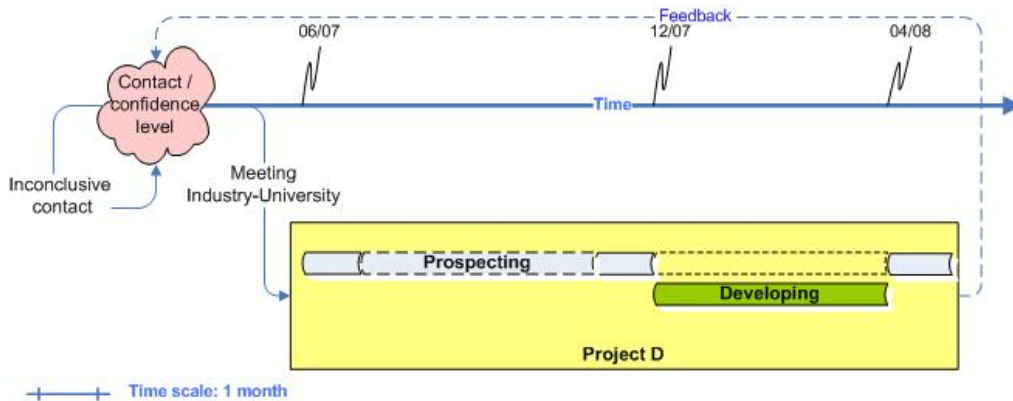 Feedback
06/07
12/07
04/08
Contact /
confidence
level
Time
Inconclusive
contact
Meeting
Industry-University
Prospecting
Developing
Project D
Time scale: 1 month